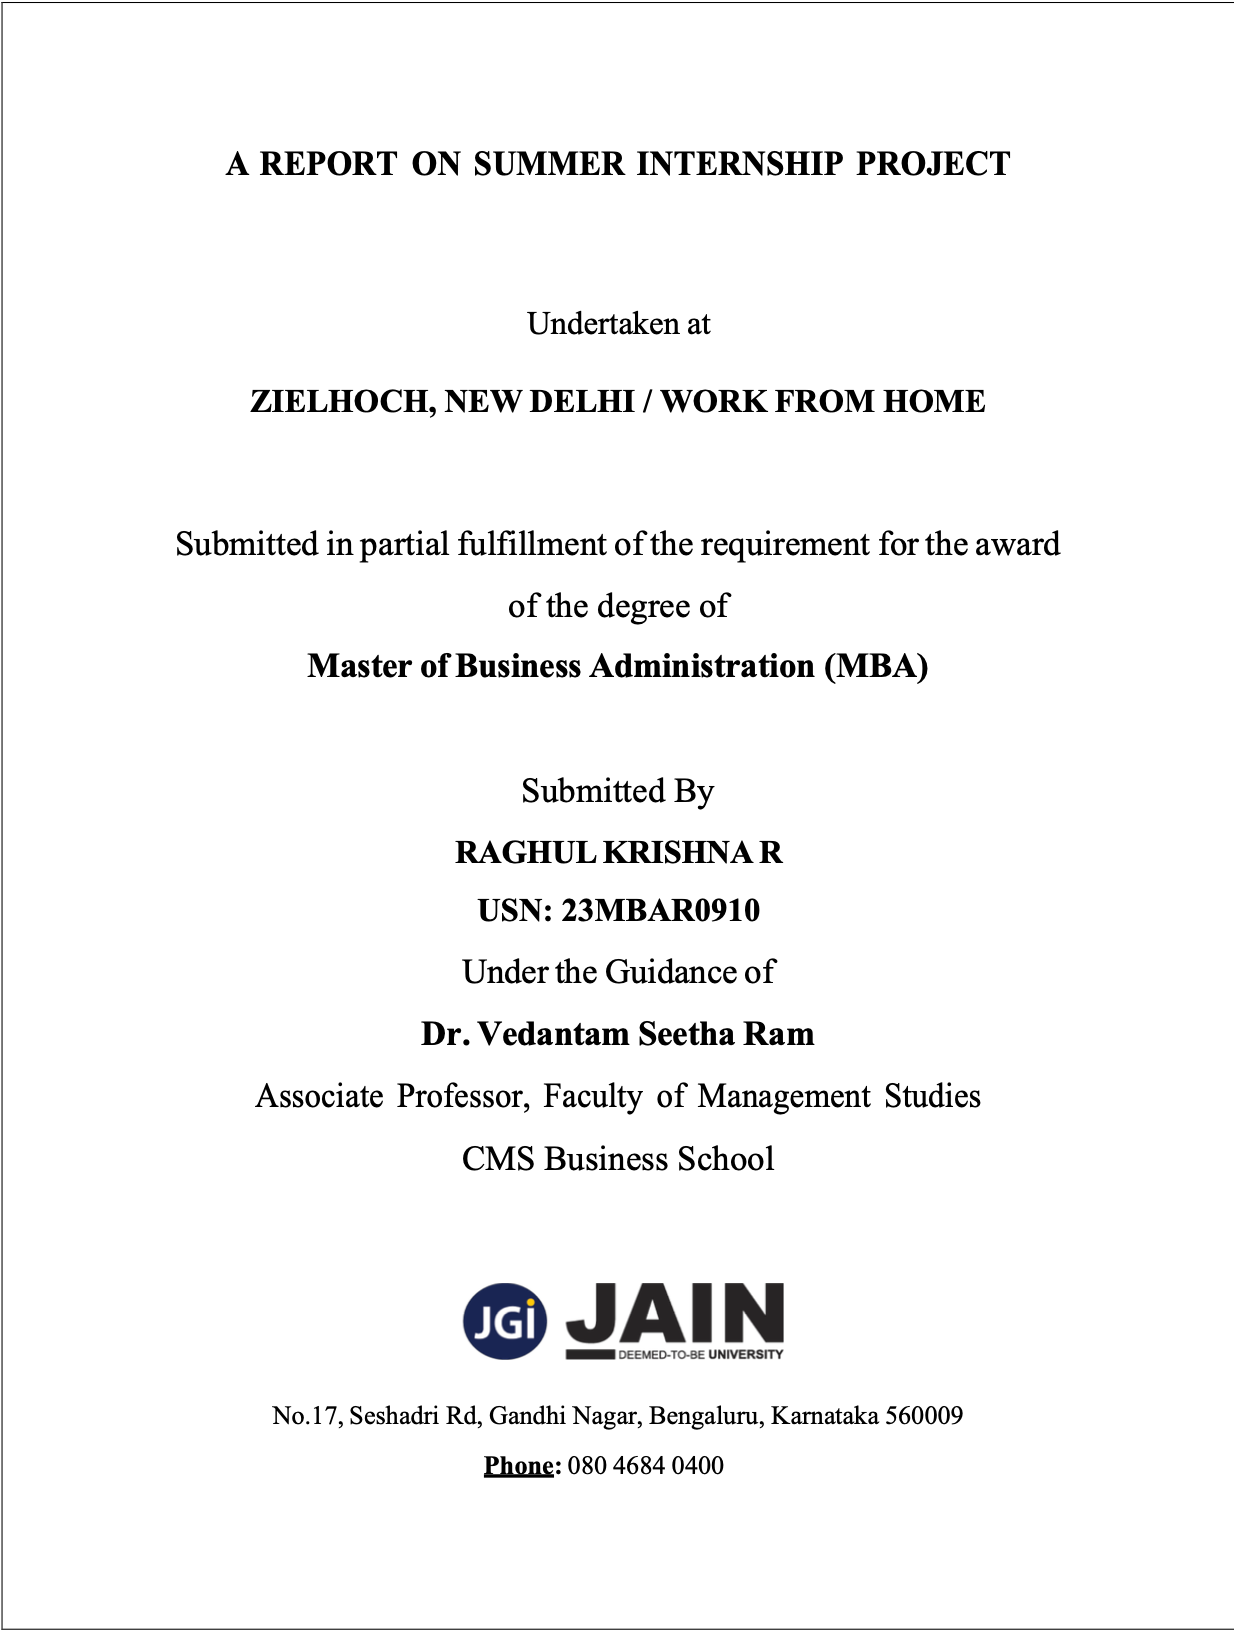 A REPORT ON SUMMER INTERNSHIP PROJECT
Undertaken at
ZIELHOCH, NEW DELHI / WORK FROM HOME
Submitted in partial fulfillment of the requirement for the award
of the degree of
Master of Business Administration (MBA)
Submitted By
RAGHUL KRISHNA R
USN: 23MBAR0910
Under the Guidance of
Dr. Vedantam Seetha Ram
Associate Professor, Faculty of Management Studies
CMS Business School
JGi JAIN
DEEMED-TO-BE UNIVERSITY
No.17, Seshadri Rd, Gandhi Nagar, Bengaluru, Karnataka 560009
Phone: 080 4684 0400